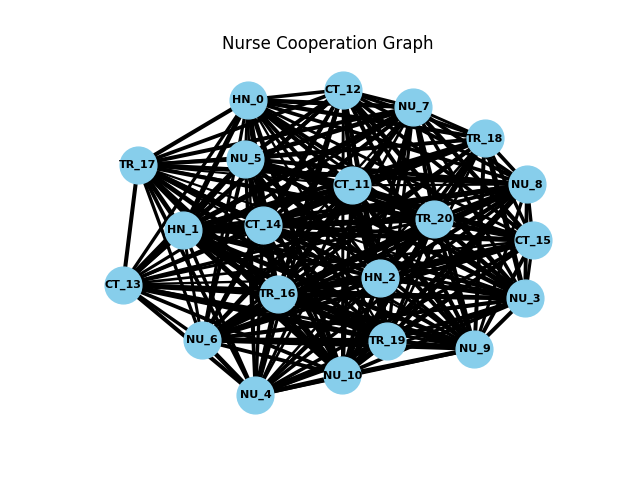 Nurse Cooperation Graph
CT_12
HN_0
NU_7
TR_18
NU_5
TR_17
NU_8
CT_11
TR_20
CT_14
HN_1
CT_15
HN_2
CT_13
TR_16
NU_3
NU_6
TR_19
NU_9
NU_10
NU_4